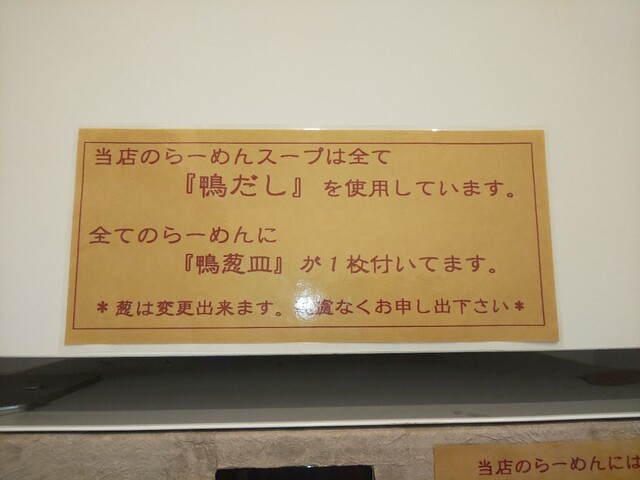 当店のらーめんスープは全て
『鴨だし』を使用しています。
全てのらーめんに
『鴨葱皿』が1枚付いてます。
*葱は変更出来ます。遠慮なくお申し出下さい*
当店のらーめんには